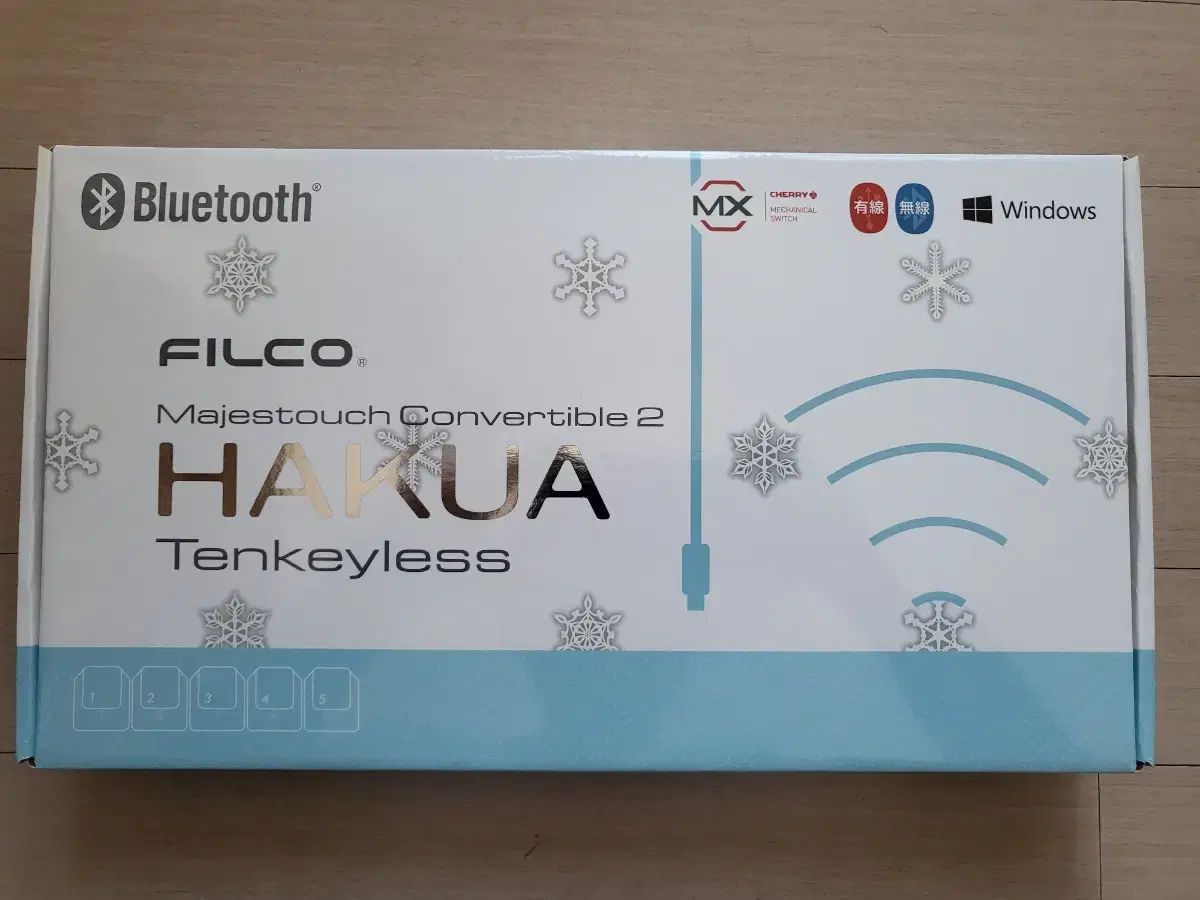 Bluetooth®
MX
CHERRY
MECHANICAL
SWITCH
有線
無線
Windows
FILCO®
Majestouch Convertible 2
HAKUA
Tenkeyless
1 2 3 4 5